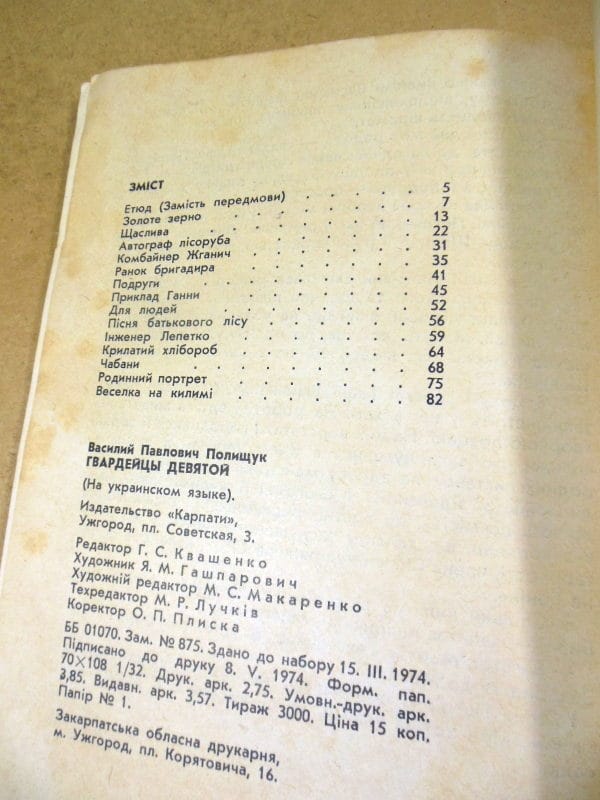 ЗМІСТ
Етюд (Замість передмови) . . . . . . 5
Золоте зерно . . . . . . . 7
Щаслива . . . . . . . 13
Автограф лісоруба . . . . . . 22
Комбайнер Жганич . . . . . . 31
Ранок бригадира . . . . . . 35
Подруги . . . . . . . 41
Приклад Ганни . . . . . . 45
Для людей . . . . . . . 52
Пісня батькового лісу . . . . . . 56
Інженер Лепетко . . . . . . 59
Крилатий хлібороб . . . . . . 64
Чабани . . . . . . . 68
Родинний портрет . . . . . . 75
Веселка на килимі . . . . . . 82
Василий Павлович Полищук
ГВАРДЕЙЦЫ ДЕВЯТОЙ
(На украинском языке).
Издательство «Карпати»,
Ужгород, пл. Советская, 3.
Редактор Г. С. Квашенко
Художник Я. М. Гашпарович
Художній редактор М. С. Макаренко
Техредактор М. Р. Лучків
Коректор О. П. Плиска
ББ 01070. Зам. № 875. Здано до набору 15. III. 1974.
Підписано до друку 8. V. 1974. Форм. пап.
70×108 1/32. Друк. арк. 2,75. Умовн.-друк. арк.
3,85. Видавн. арк. 3,57. Тираж 3000. Ціна 15 коп.
Папір № 1.
Закарпатська обласна друкарня,
м. Ужгород, пл. Корятовича, 16.